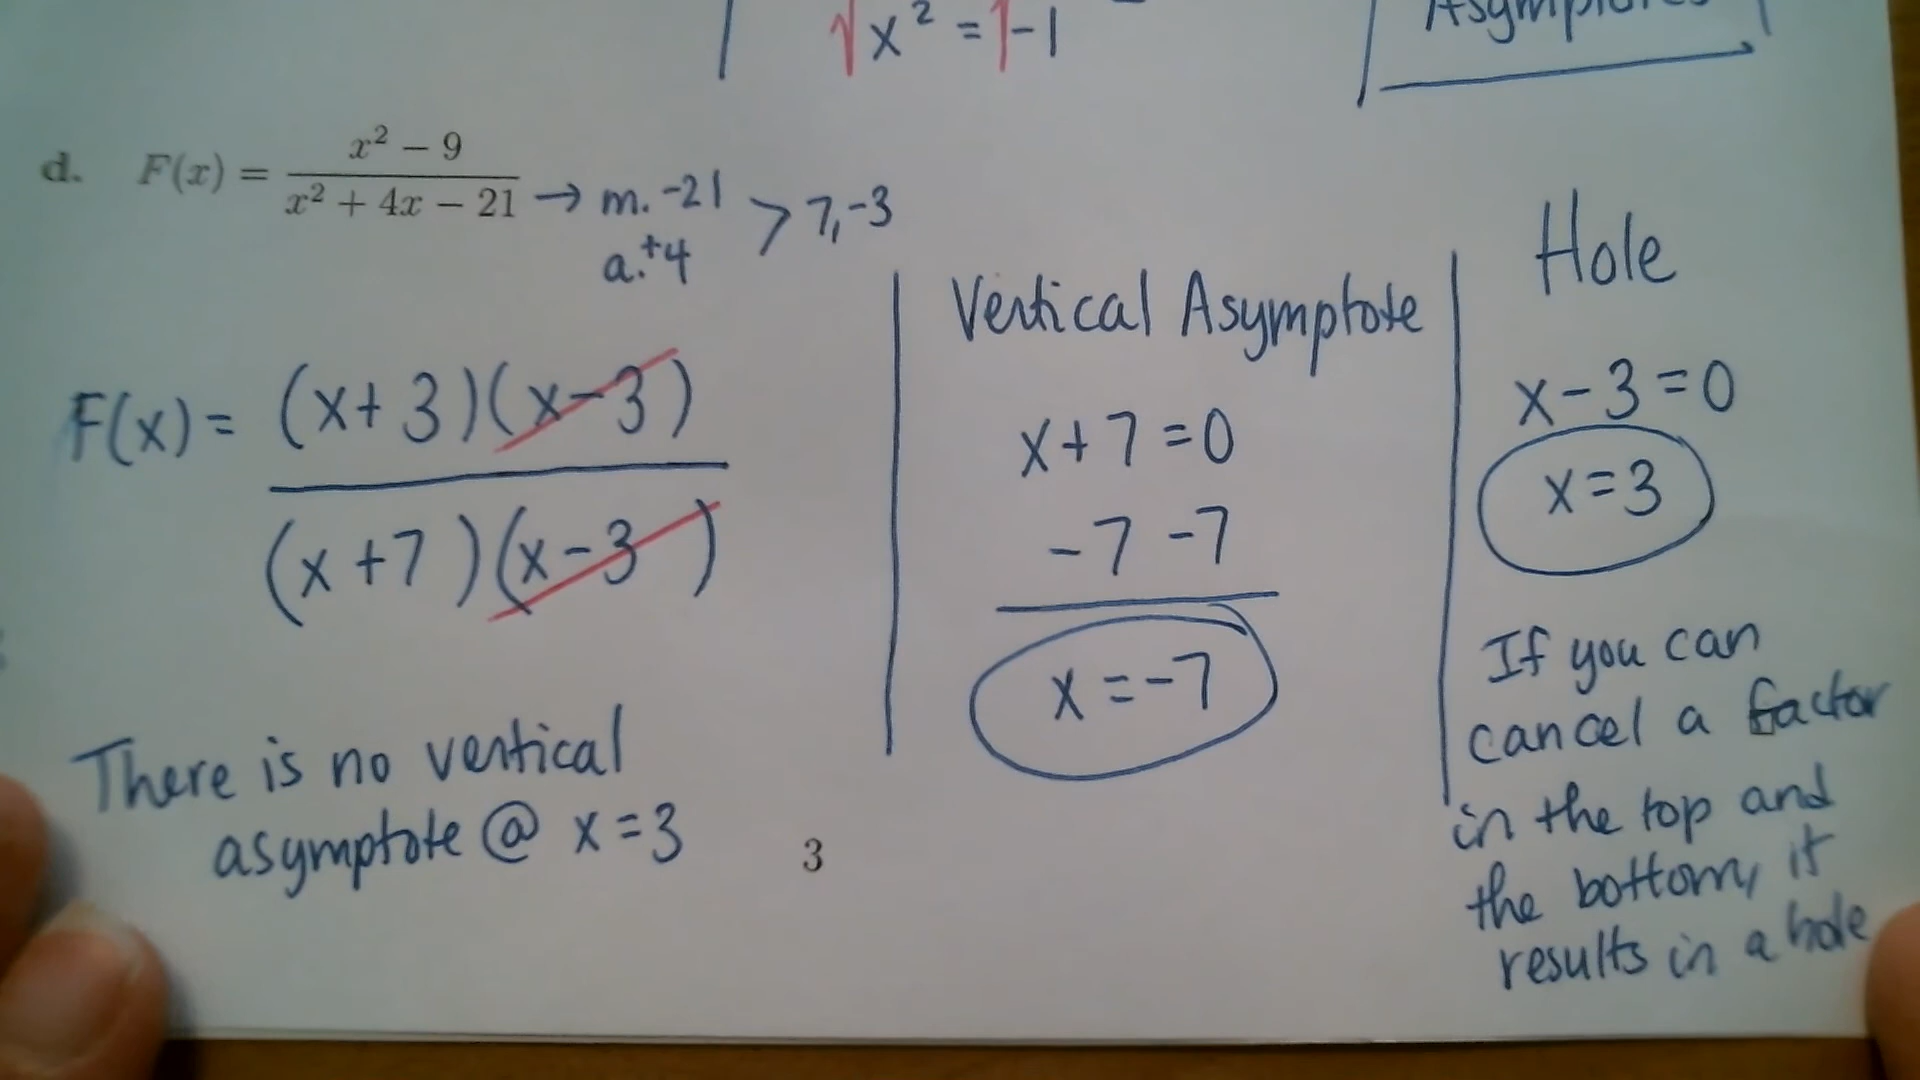 √x² = √-1
Asymptotes
d. F(x) = (x² − 9)/(x² + 4x − 21) → m. -21 > 7, -3
a. +4
F(x) = (x+3)(x-3)
(x+7)(x-3)
There is no vertical
asymptote @ x=3
Vertical Asymptote
x+7=0
-7 -7
x=-7
Hole
x-3=0
x=3
If you can
cancel a factor
in the top and
the bottom, it
results in a hole
3